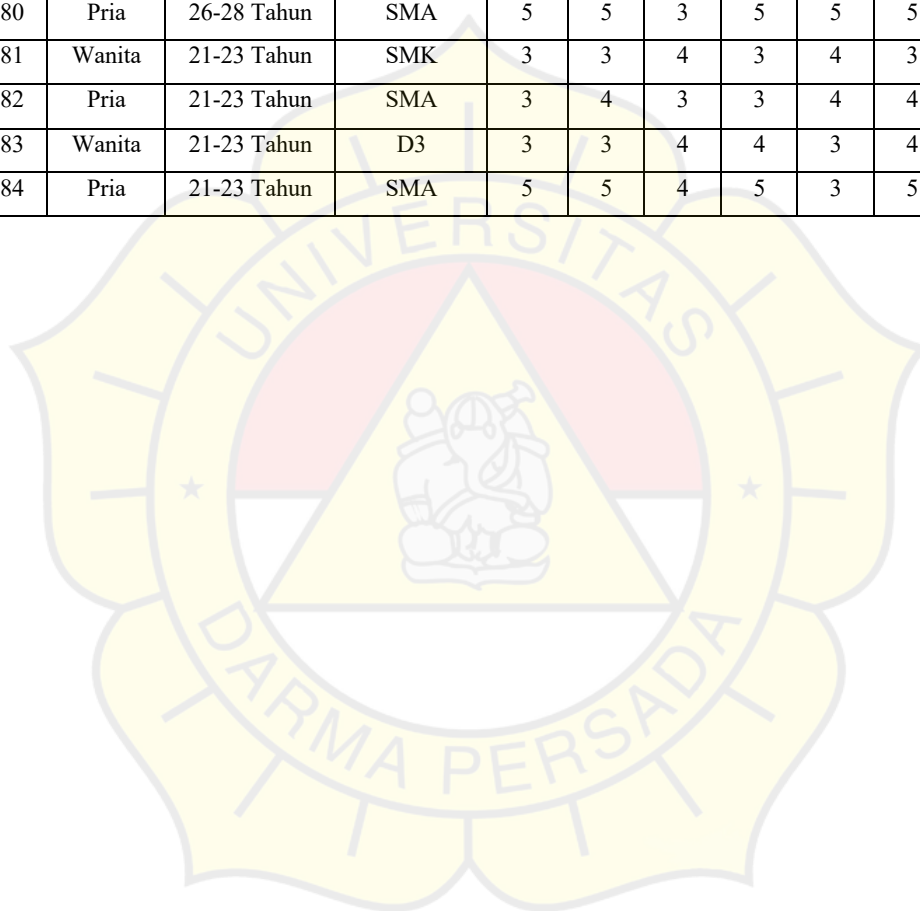 80 Pria 26-28 Tahun SMA 5 5 3 5 5 5
81 Wanita 21-23 Tahun SMK 3 3 4 3 4 3
82 Pria 21-23 Tahun SMA 3 4 3 3 4 4
83 Wanita 21-23 Tahun D3 3 3 4 4 3 4
84 Pria 21-23 Tahun SMA 5 5 4 5 3 5
UNIVERSITAS
DARMA PERSADA